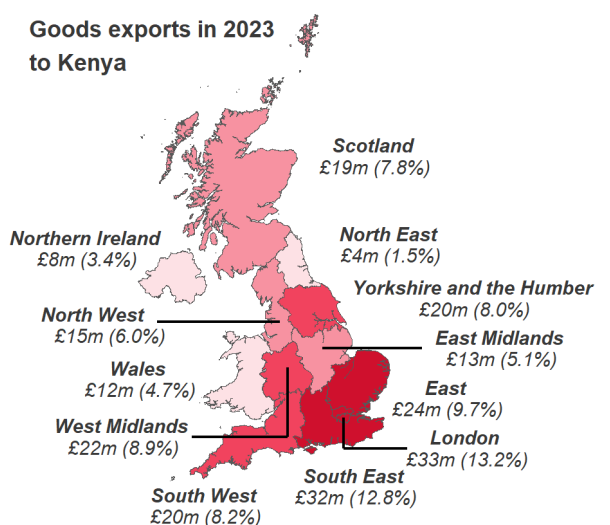 Goods exports in 2023
to Kenya
Scotland
£19m (7.8%)
Northern Ireland
£8m (3.4%)
North East
£4m (1.5%)
Yorkshire and the Humber
£20m (8.0%)
North West
£15m (6.0%)
East Midlands
£13m (5.1%)
Wales
£12m (4.7%)
East
£24m (9.7%)
West Midlands
£22m (8.9%)
London
£33m (13.2%)
South East
£32m (12.8%)
South West
£20m (8.2%)